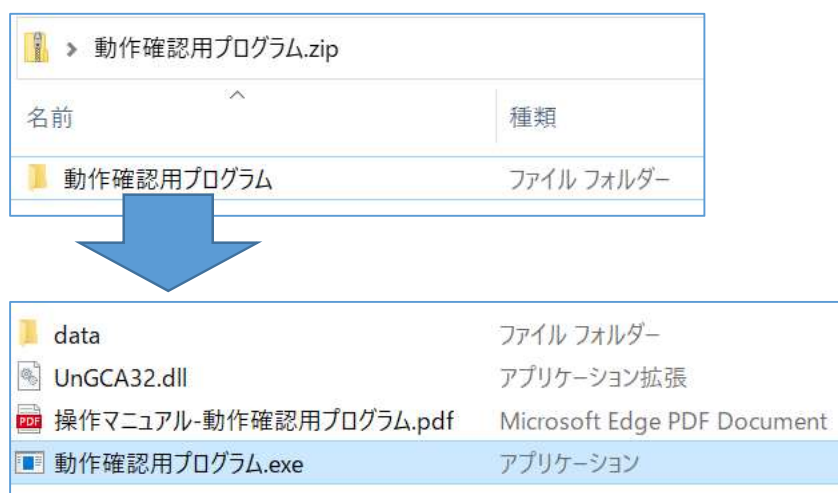 動作確認用プログラム.zip
名前 種類
動作確認用プログラム ファイル フォルダー
data ファイル フォルダー
UnGCA32.dll アプリケーション拡張
PDF 操作マニュアル-動作確認用プログラム.pdf Microsoft Edge PDF Document
動作確認用プログラム.exe アプリケーション